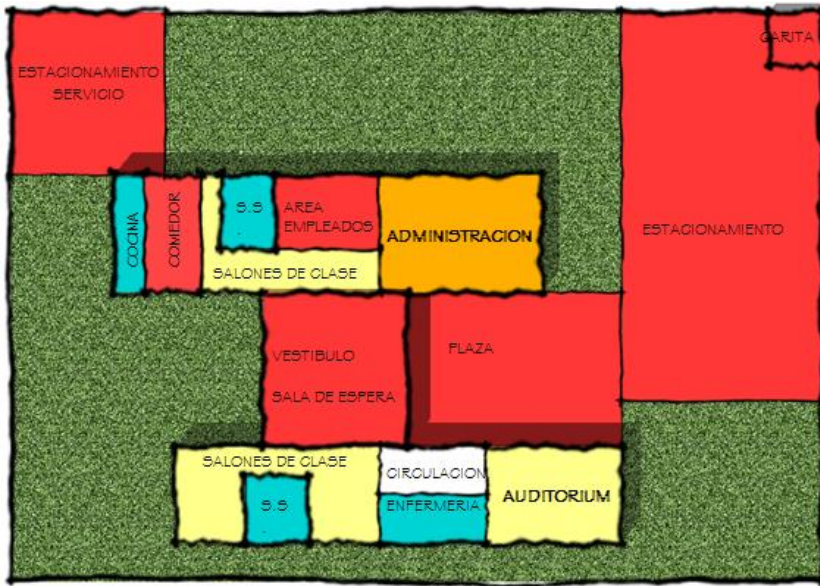 GARITA
ESTACIONAMIENTO
SERVICIO
COCINA
COMEDOR
S.S
.
AREA
EMPLEADOS
ADMINISTRACION
SALONES DE CLASE
ESTACIONAMIENTO
VESTIBULO
SALA DE ESPERA
PLAZA
SALONES DE CLASE
S.S
.
CIRCULACION
ENFERMERIA
AUDITORIUM